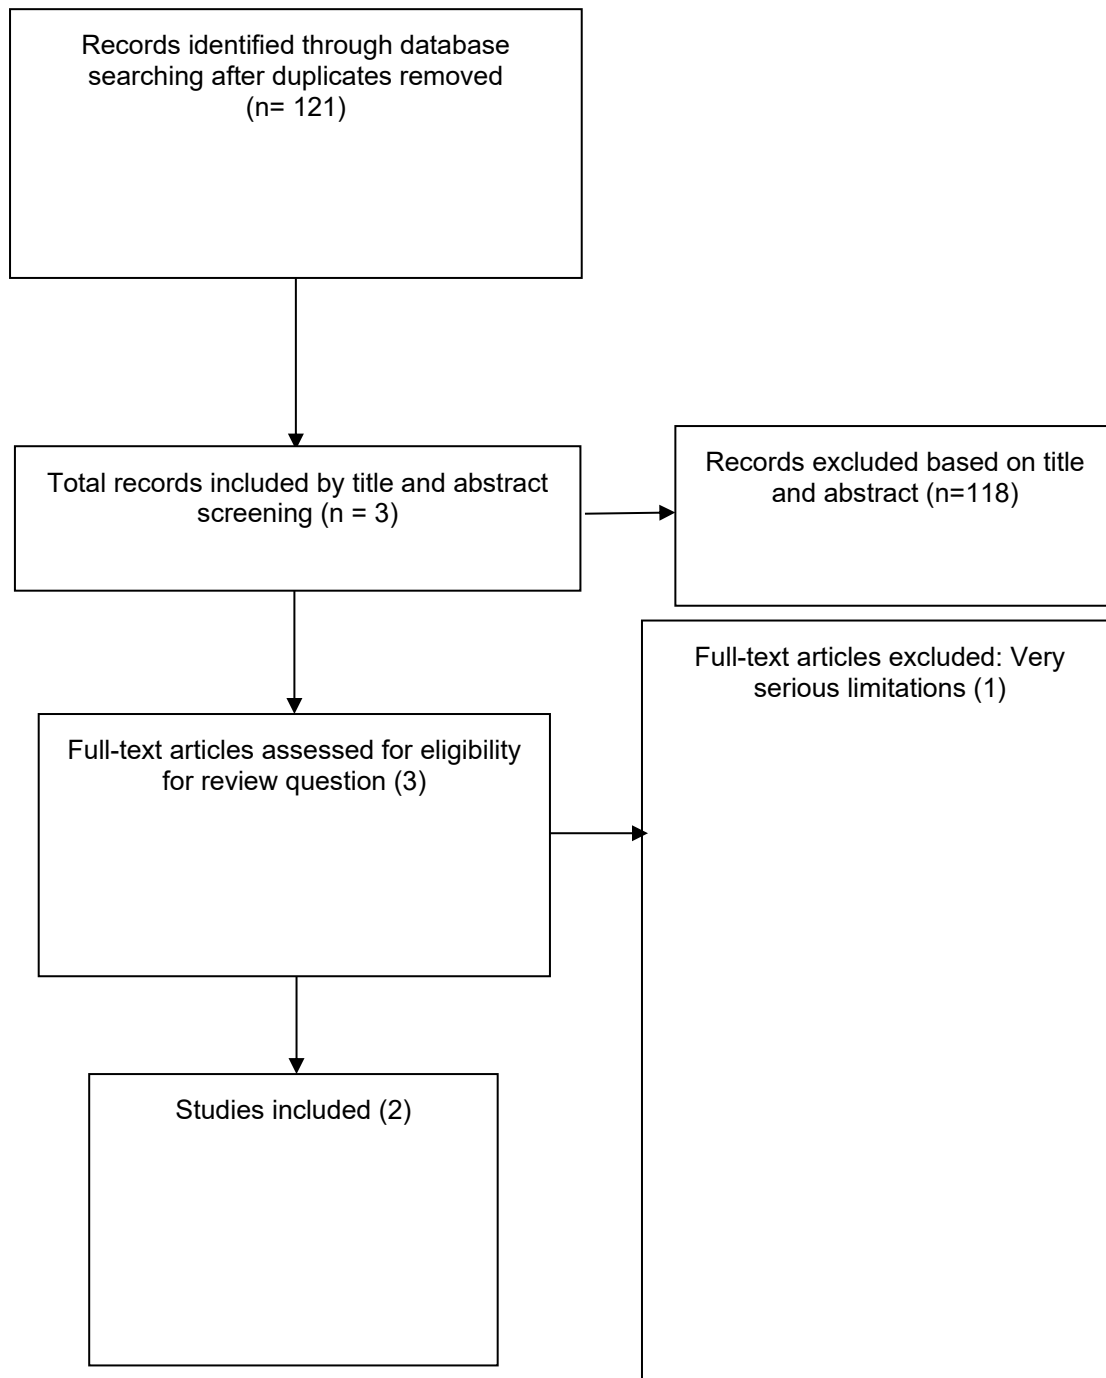 Records identified through database
searching after duplicates removed
(n= 121)
Total records included by title and abstract
screening (n = 3)
Records excluded based on title
and abstract (n=118)
Full-text articles assessed for eligibility
for review question (3)
Full-text articles excluded: Very
serious limitations (1)
Studies included (2)